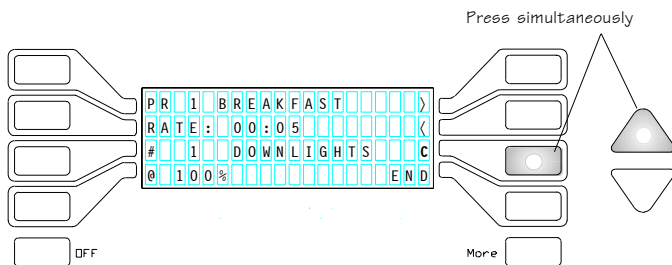 Press simultaneously
PR 1 BREAKFAST >
RATE: 00:05 <
# 1 DOWNLIGHTS C
@ 100% END
OFF
More